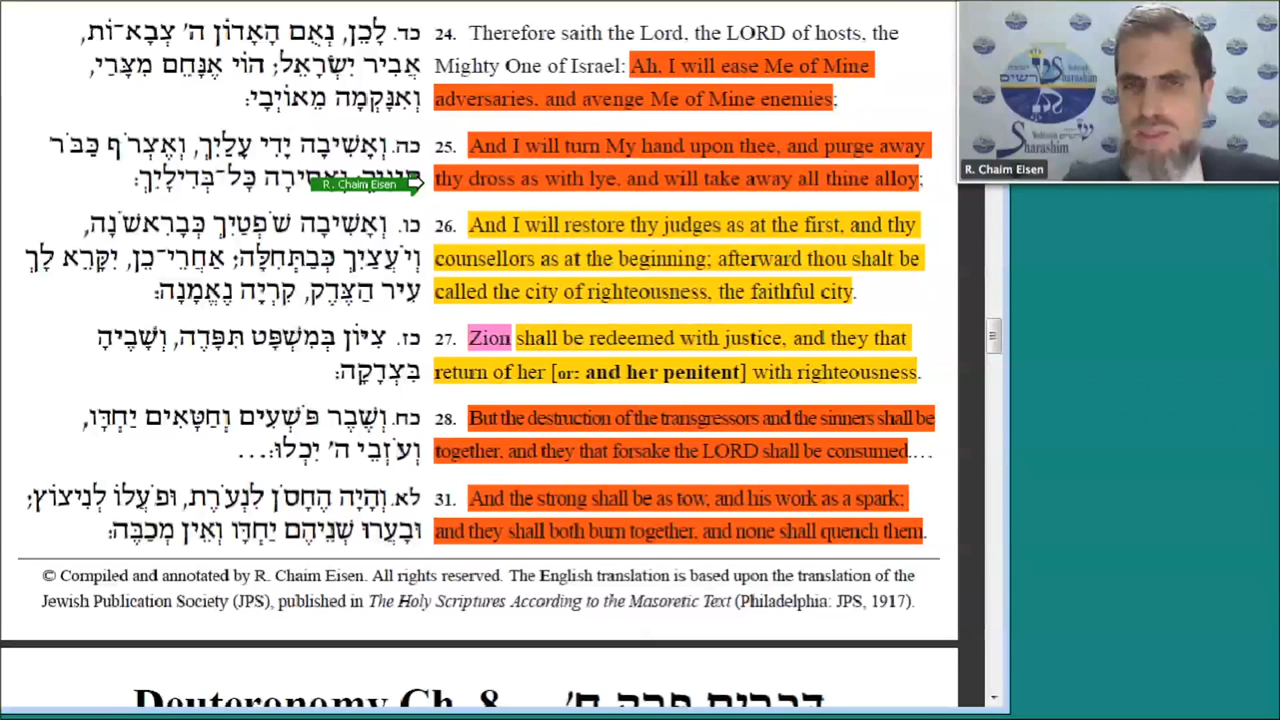 כד. לָכֵן, נְאֻם הָאָדוֹן ה' צְבָא־וֹת,
אֲבִיר יִשְׂרָאֵל; הוֹי אֶנָּחֵם מִצָּרַי,
וְאִנָּקְמָה מֵאוֹיְבָי:
24. Therefore saith the Lord, the LORD of hosts, the
Mighty One of Israel: Ah, I will ease Me of Mine
adversaries, and avenge Me of Mine enemies;
כה. וְאָשִׁיבָה יָדִי עָלַיִךְ, וְאֶצְרֹף כַּבֹּר
כָּל־בְּדִילָיִךְ:
25. And I will turn My hand upon thee, and purge away
thy dross as with lye, and will take away all thine alloy;
כו. וְאָשִׁיבָה שֹׁפְטַיִךְ כְּבָרִאשֹׁנָה,
וְיֹעֲצַיִךְ כְּבַתְּחִלָּה; אַחֲרֵי־כֵן, יִקָּרֵא לָךְ
עִיר הַצֶּדֶק, קִרְיָה נֶאֱמָנָה:
26. And I will restore thy judges as at the first, and thy
counsellors as at the beginning; afterward thou shalt be
called the city of righteousness, the faithful city.
כז. צִיּוֹן בְּמִשְׁפָּט תִּפָּדֶה, וְשָׁבֶיהָ
בִּצְדָקָה:
27. Zion shall be redeemed with justice, and they that
return of her [or: and her penitent] with righteousness.
כח. וְשֶׁבֶר פֹּשְׁעִים וְחַטָּאִים יַחְדָּו,
וְעֹזְבֵי ה' יִכְלוּ:...
28. But the destruction of the transgressors and the sinners shall be
together, and they that forsake the LORD shall be consumed....
לא. וְהָיָה הֶחָסֹן לִנְעֹרֶת, וּפֹעֲלוֹ לְנִיצוֹץ;
וּבָעֲרוּ שְׁנֵיהֶם יַחְדָּו וְאֵין מְכַבֶּה:
31. And the strong shall be as tow, and his work as a spark;
and they shall both burn together, and none shall quench them.
© Compiled and annotated by R. Chaim Eisen. All rights reserved. The English translation is based upon the translation of the
Jewish Publication Society (JPS), published in The Holy Scriptures According to the Masoretic Text (Philadelphia: JPS, 1917).
Deuteronomy Ch. 8
דברים פרק ח'
R. Chaim Eisen
Sharashim
R. Chaim Eisen